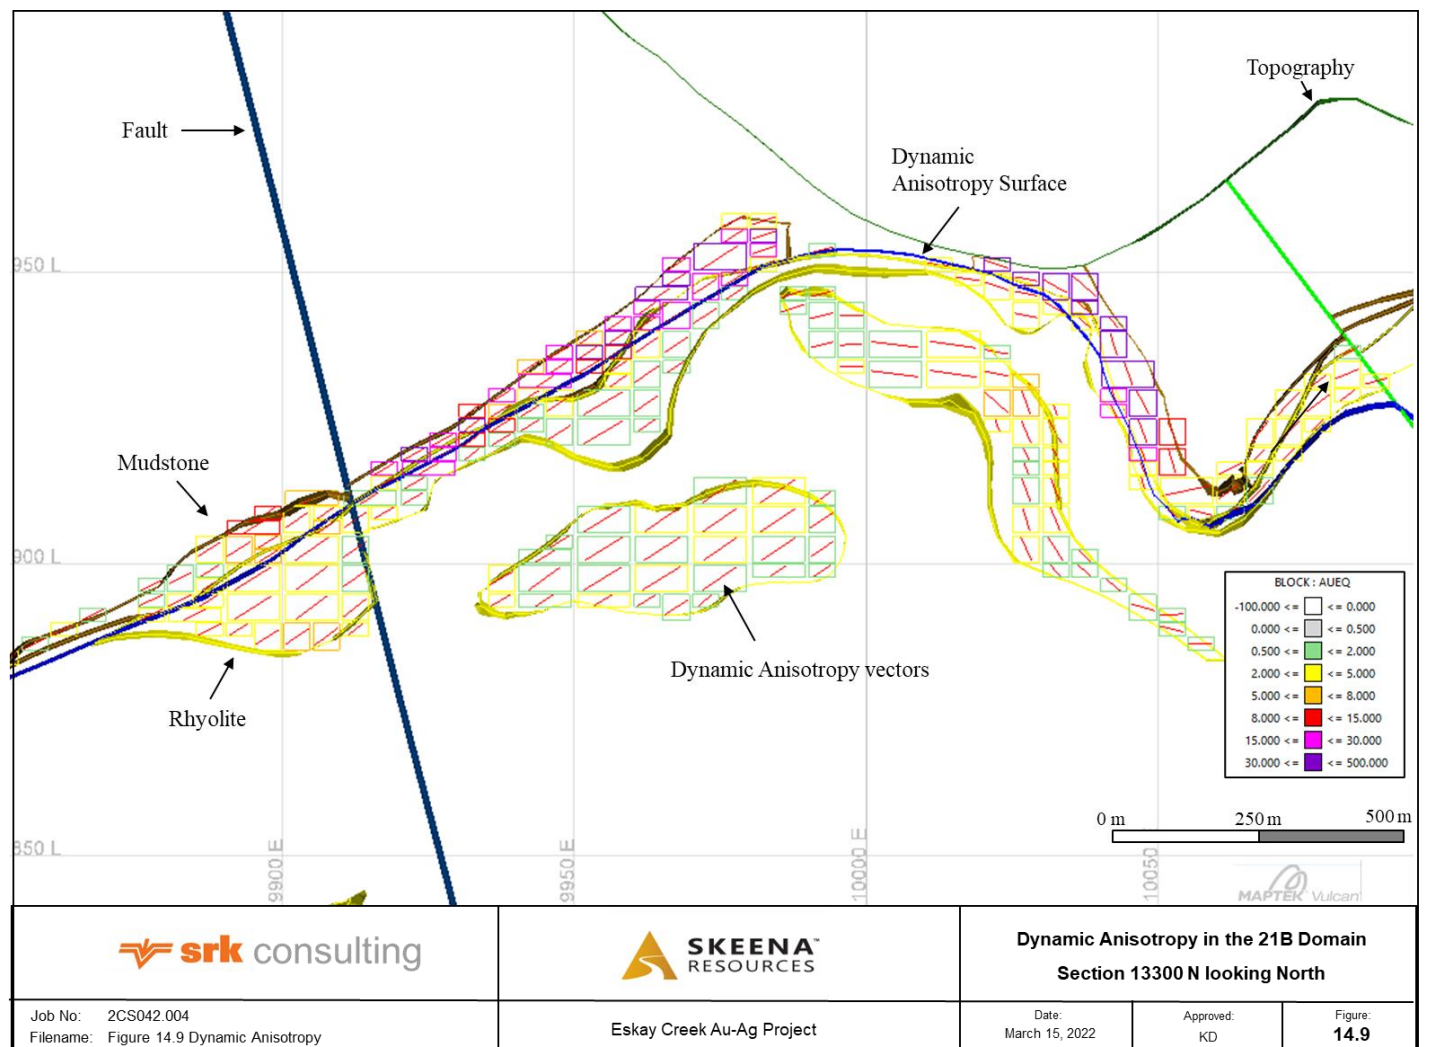 Topography
Fault
Dynamic
Anisotropy Surface
950 L
Mudstone
900 L
BLOCK : AUEQ
-100.000 <= <= 0.000
0.000 <= <= 0.500
0.500 <= <= 2.000
2.000 <= <= 5.000
5.000 <= <= 8.000
8.000 <= <= 15.000
15.000 <= <= 30.000
30.000 <= <= 500.000
Dynamic Anisotropy vectors
Rhyolite
0 m 250 m 500 m
850 L
9900 E
9950 E
10000 E
10050
MAPTEK Vulcan
srk consulting
SKEENA™
RESOURCES
Dynamic Anisotropy in the 21B Domain
Section 13300 N looking North
Job No: 2CS042.004
Filename: Figure 14.9 Dynamic Anisotropy
Eskay Creek Au-Ag Project
Date:
March 15, 2022
Approved:
KD
Figure:
14.9